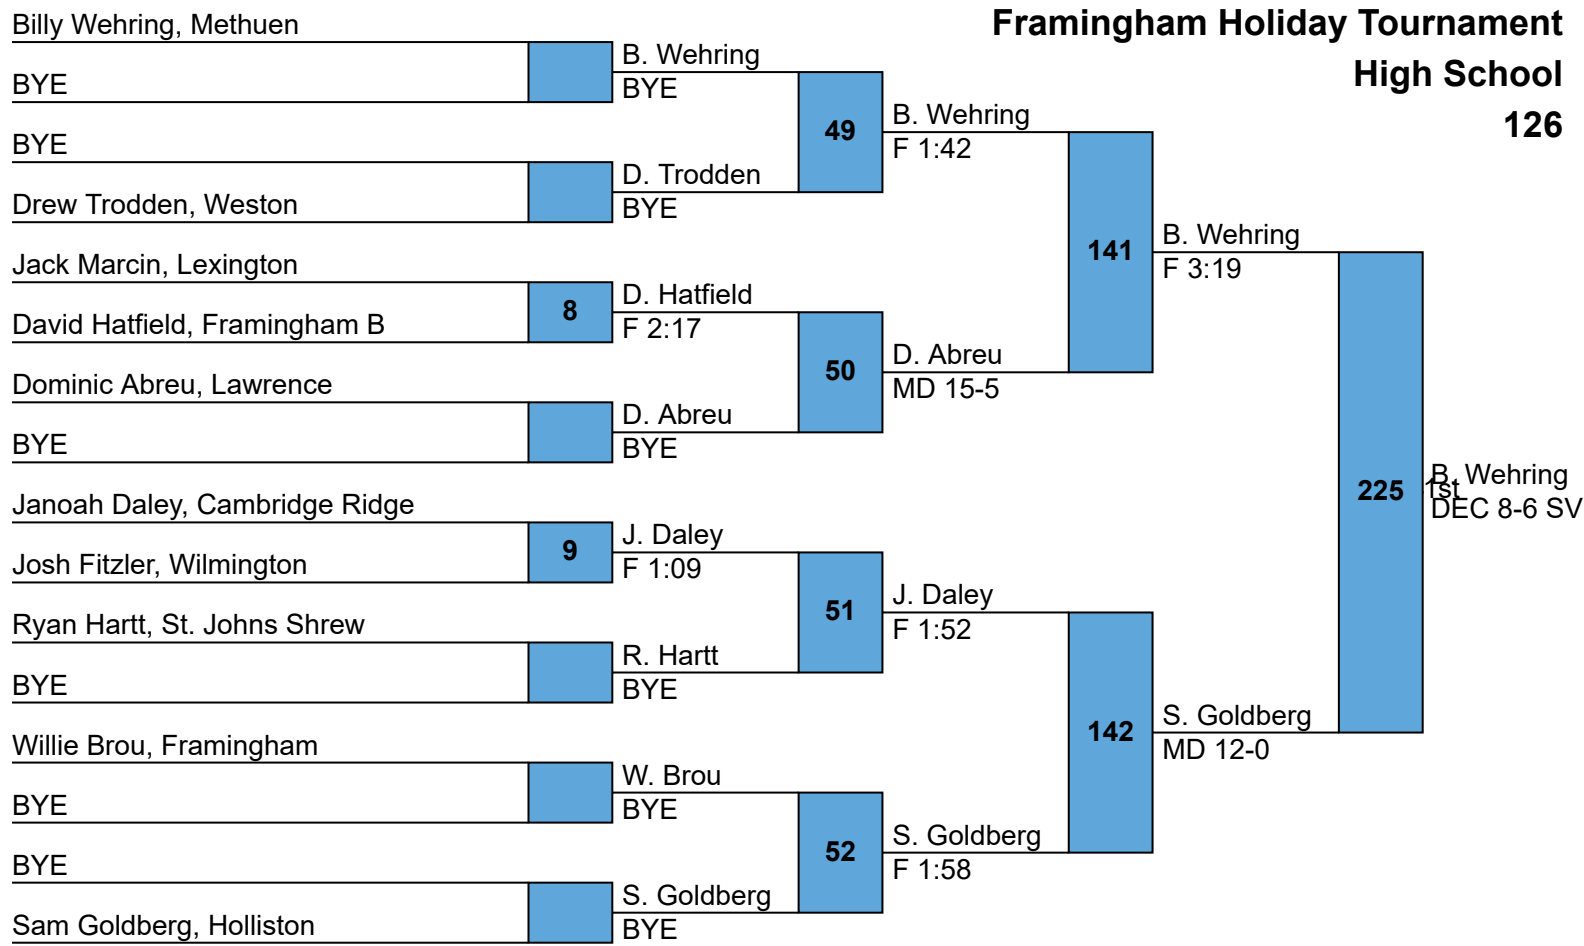 Framingham Holiday Tournament
High School
126
Billy Wehring, Methuen
BYE
BYE
Drew Trodden, Weston
Jack Marcin, Lexington
8
David Hatfield, Framingham B
Dominic Abreu, Lawrence
BYE
Janoah Daley, Cambridge Ridge
9
Josh Fitzler, Wilmington
Ryan Hartt, St. Johns Shrew
BYE
Willie Brou, Framingham
BYE
BYE
Sam Goldberg, Holliston
B. Wehring
BYE
49
D. Trodden
BYE
D. Hatfield
F 2:17
50
D. Abreu
BYE
J. Daley
F 1:09
51
R. Hartt
BYE
W. Brou
BYE
52
S. Goldberg
BYE
B. Wehring
F 1:42
141
D. Abreu
MD 15-5
J. Daley
F 1:52
142
S. Goldberg
F 1:58
B. Wehring
F 3:19
225
S. Goldberg
MD 12-0
B. Wehring
1st
DEC 8-6 SV